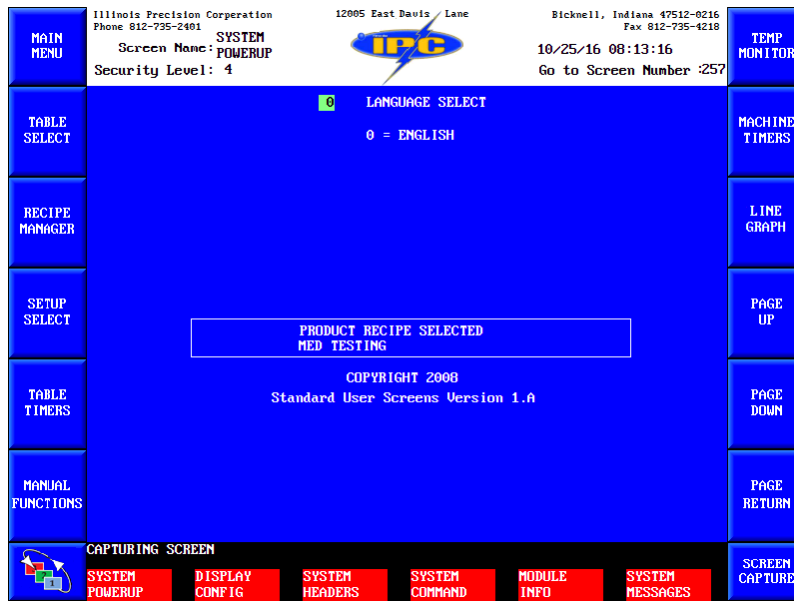 Illinois Precision Corperation
12005 East Davis Lane
Bicknell, Indiana 47512-0216
Phone 812-735-2401
Fax 812-735-4218
Screen Name: SYSTEM POWERUP
IPC
10/25/16 08:13:16
Security Level: 4
Go to Screen Number :257
MAIN
MENU
TABLE
SELECT
RECIPE
MANAGER
SETUP
SELECT
TABLE
TIMERS
MANUAL
FUNCTIONS
1
0 LANGUAGE SELECT
0 = ENGLISH
PRODUCT RECIPE SELECTED
MED TESTING
COPYRIGHT 2008
Standard User Screens Version 1.A
TEMP
MONITOR
MACHINE
TIMERS
LINE
GRAPH
PAGE
UP
PAGE
DOWN
PAGE
RETURN
SCREEN
CAPTURE
CAPTURING SCREEN
SYSTEM
POWERUP
DISPLAY
CONFIG
SYSTEM
HEADERS
SYSTEM
COMMAND
MODULE
INFO
SYSTEM
MESSAGES